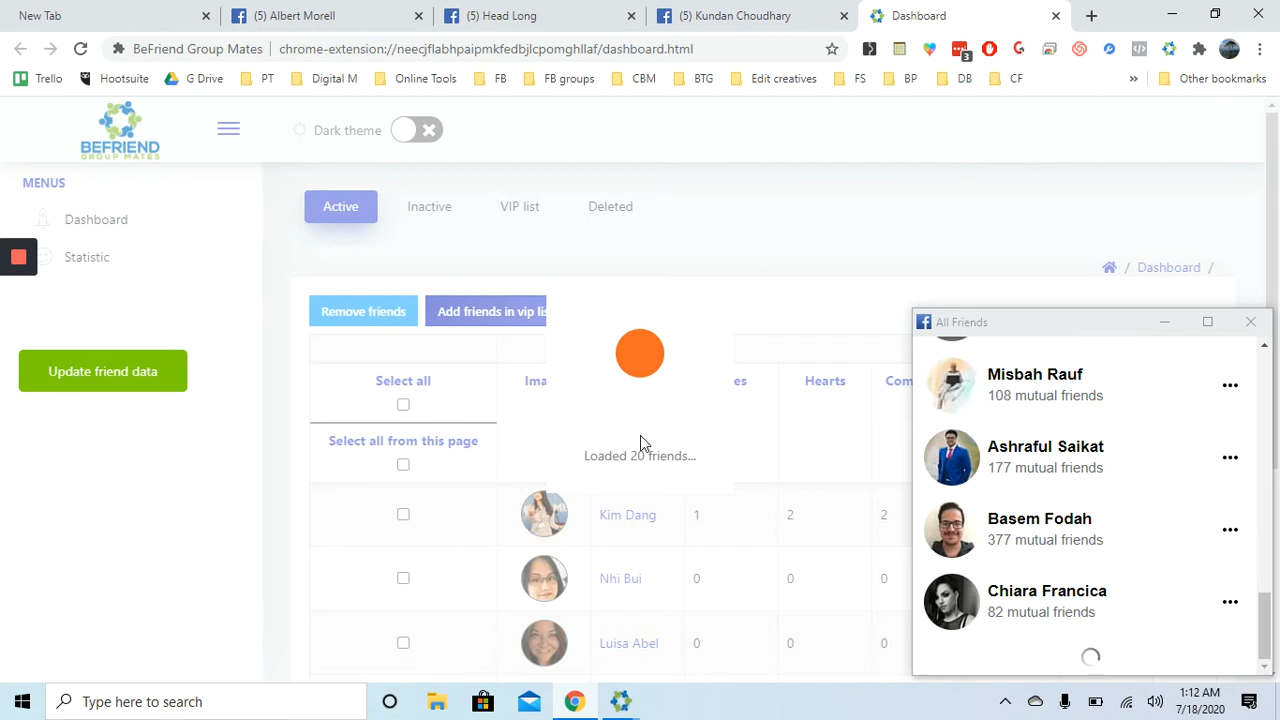 New Tab
(5) Albert Morell
(5) Head Long
(5) Kundan Choudhary
Dashboard
BeFriend Group Mates
chrome-extension://neecjflabhpaipmkfedbjlcpomghllaf/dashboard.html
3
Trello
Hootsuite
G Drive
PT
Digital M
Online Tools
FB
FB groups
CBM
BTG
Edit creatives
FS
BP
DB
CF
Other bookmarks
BEFRIEND
GROUP MATES
Dark theme
MENUS
Dashboard
Statistic
Update friend data
Active
Inactive
VIP list
Deleted
/ Dashboard /
Remove friends
Add friends in vip lis
Select all
Ima
es
Hearts
Com
Select all from this page
Loaded 20 friends...
Kim Dang
1
2
2
Nhi Bui
0
0
0
Luisa Abel
0
0
0
All Friends
Misbah Rauf
108 mutual friends
Ashraful Saikat
177 mutual friends
Basem Fodah
377 mutual friends
Chiara Francica
82 mutual friends
Type here to search
1:12 AM
7/18/2020